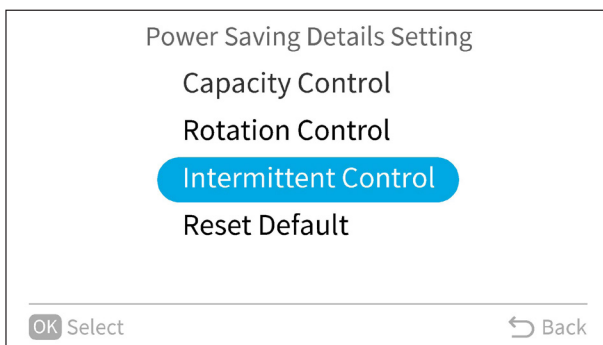 Power Saving Details Setting
Capacity Control
Rotation Control
Intermittent Control
Reset Default
OK Select
Back